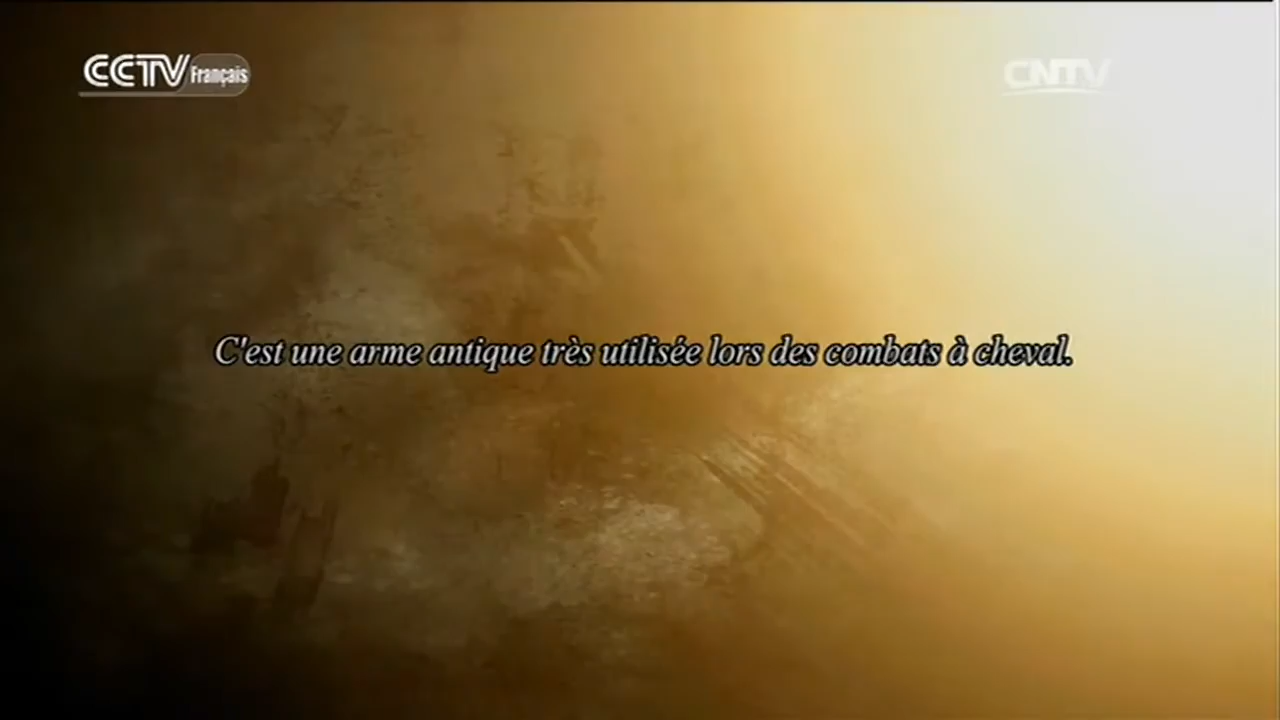 CCTV Français
CNTV
C'est une arme antique très utilisée lors des combats à cheval.